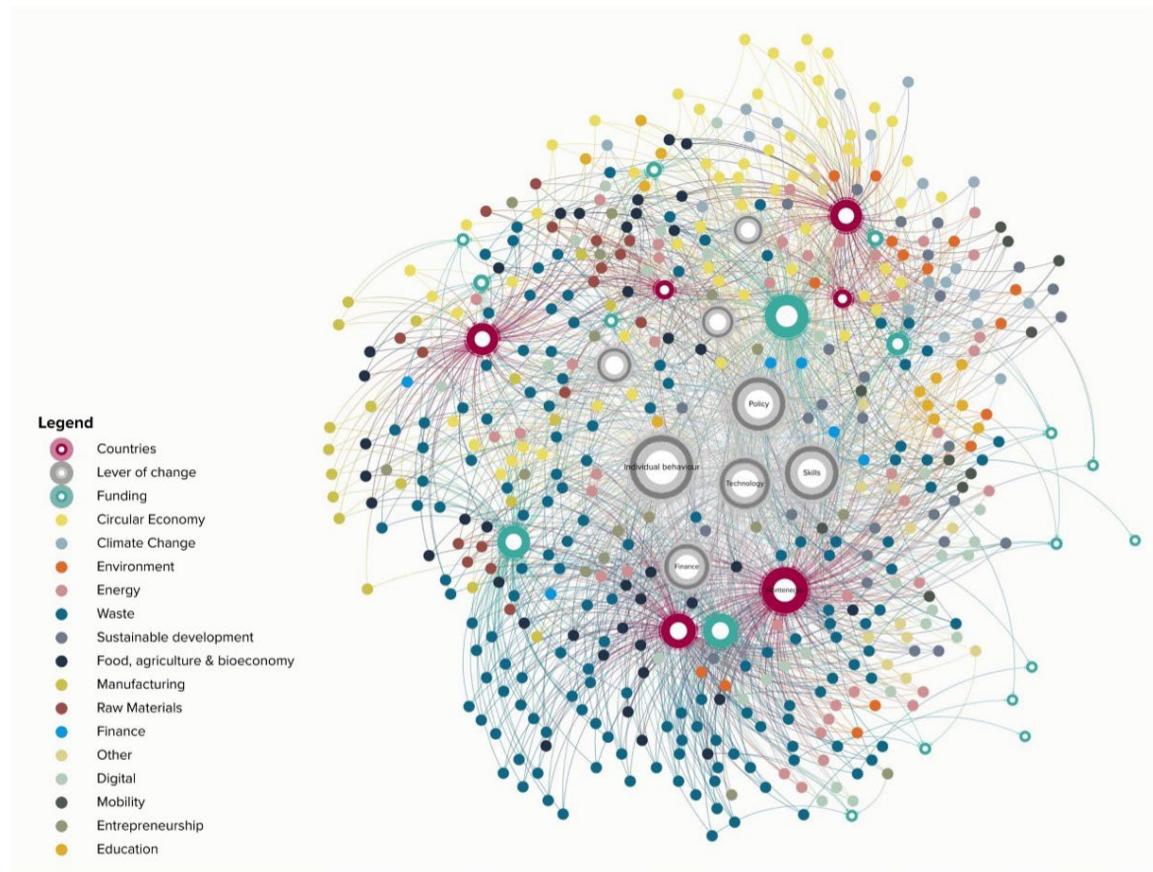 Legend
Countries
Lever of change
Funding
Circular Economy
Climate Change
Environment
Energy
Waste
Sustainable development
Food, agriculture & bioeconomy
Manufacturing
Raw Materials
Finance
Other
Digital
Mobility
Entrepreneurship
Education
Policy
Individual behaviour
Technology
Skills
Finance